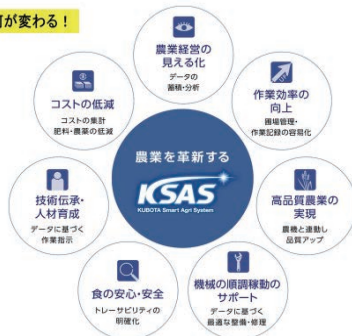 何が変わる！
農業経営の
見える化
データの
蓄積・分析
作業効率の
向上
圃場管理・
作業記録の容易化
高品質農業の
実現
農機と連動し
品質アップ
機械の順調稼動の
サポート
データに基づく
最適な整備・修理
食の安心・安全
トレーサビリティの
明確化
技術伝承・
人材育成
データに基づく
作業指示
コストの低減
コストの集計
肥料・農薬の低減
農業を革新する
KSAS
KUBOTA Smart Agri System